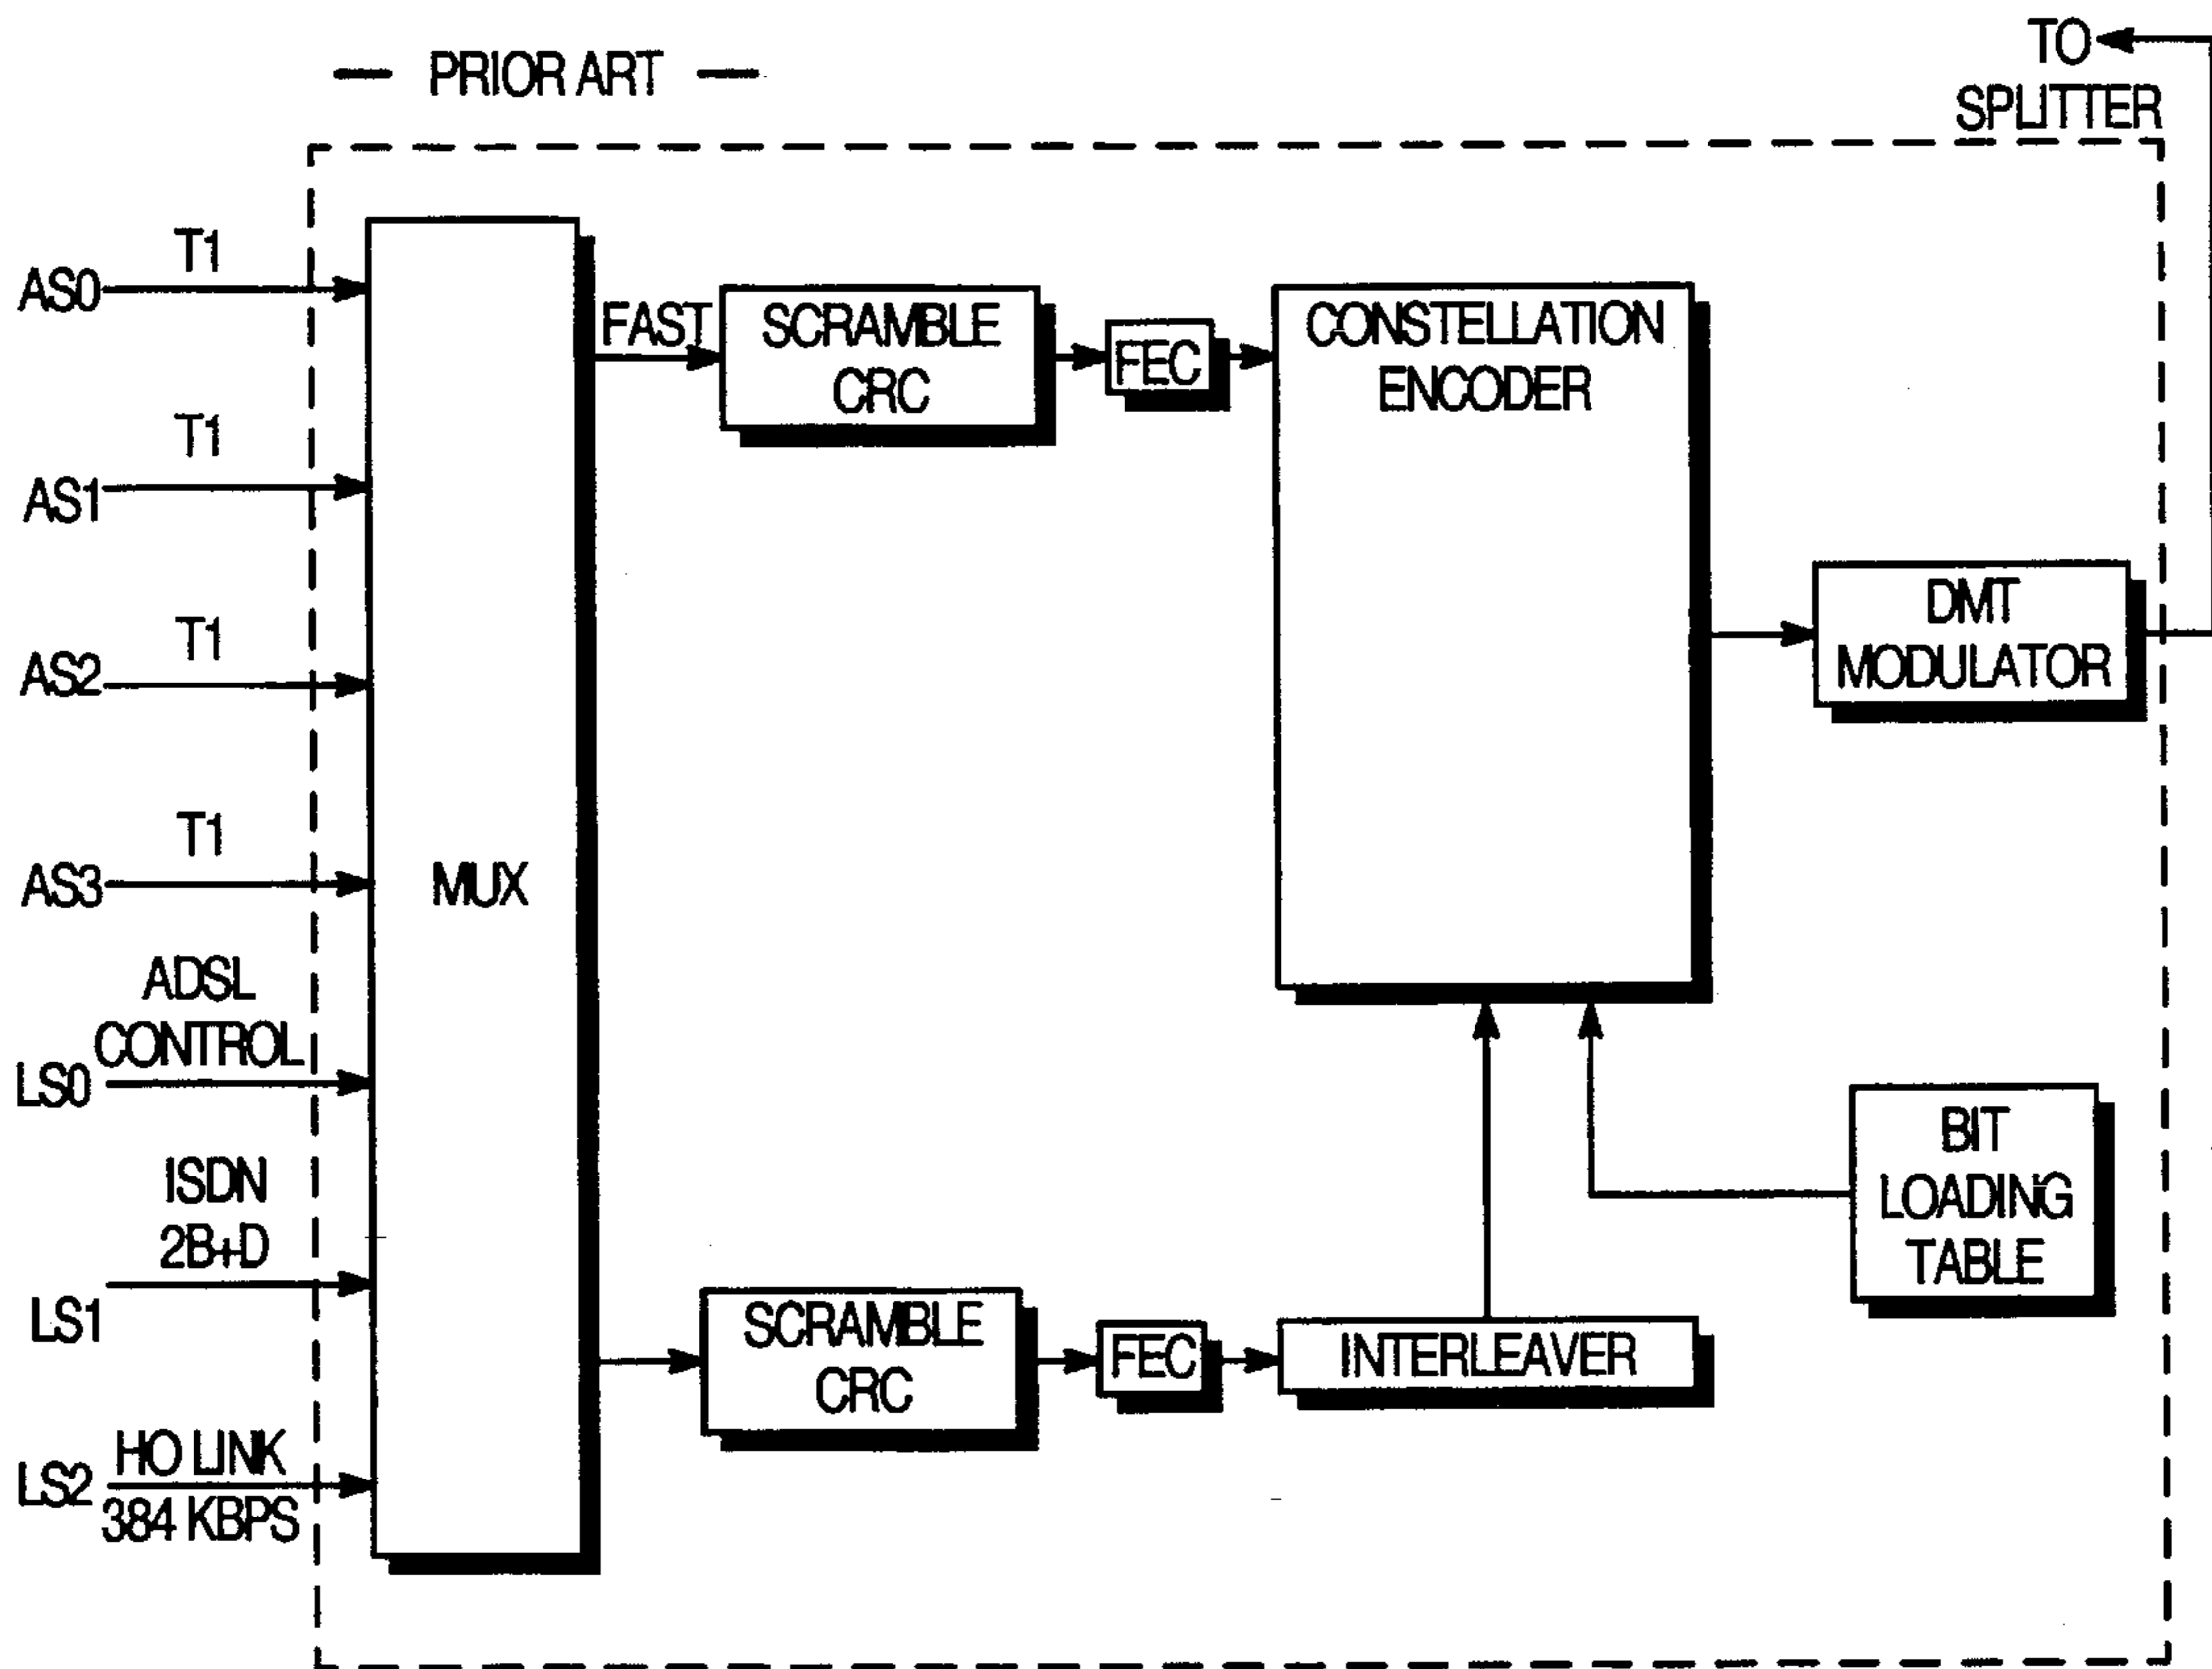 — PRIOR ART —
TO
SPLITTER
AS0
T1
AS1
T1
AS2
T1
AS3
T1
ADSL
CONTROL
LS0
ISDN
2B+D
LS1
HO LINK
LS2
384 KBPS
MUX
FAST
SCRAMBLE
CRC
FEC
CONSTELLATION
ENCODER
DMT
MODULATOR
BIT
LOADING
TABLE
SCRAMBLE
CRC
FEC
INTERLEAVER